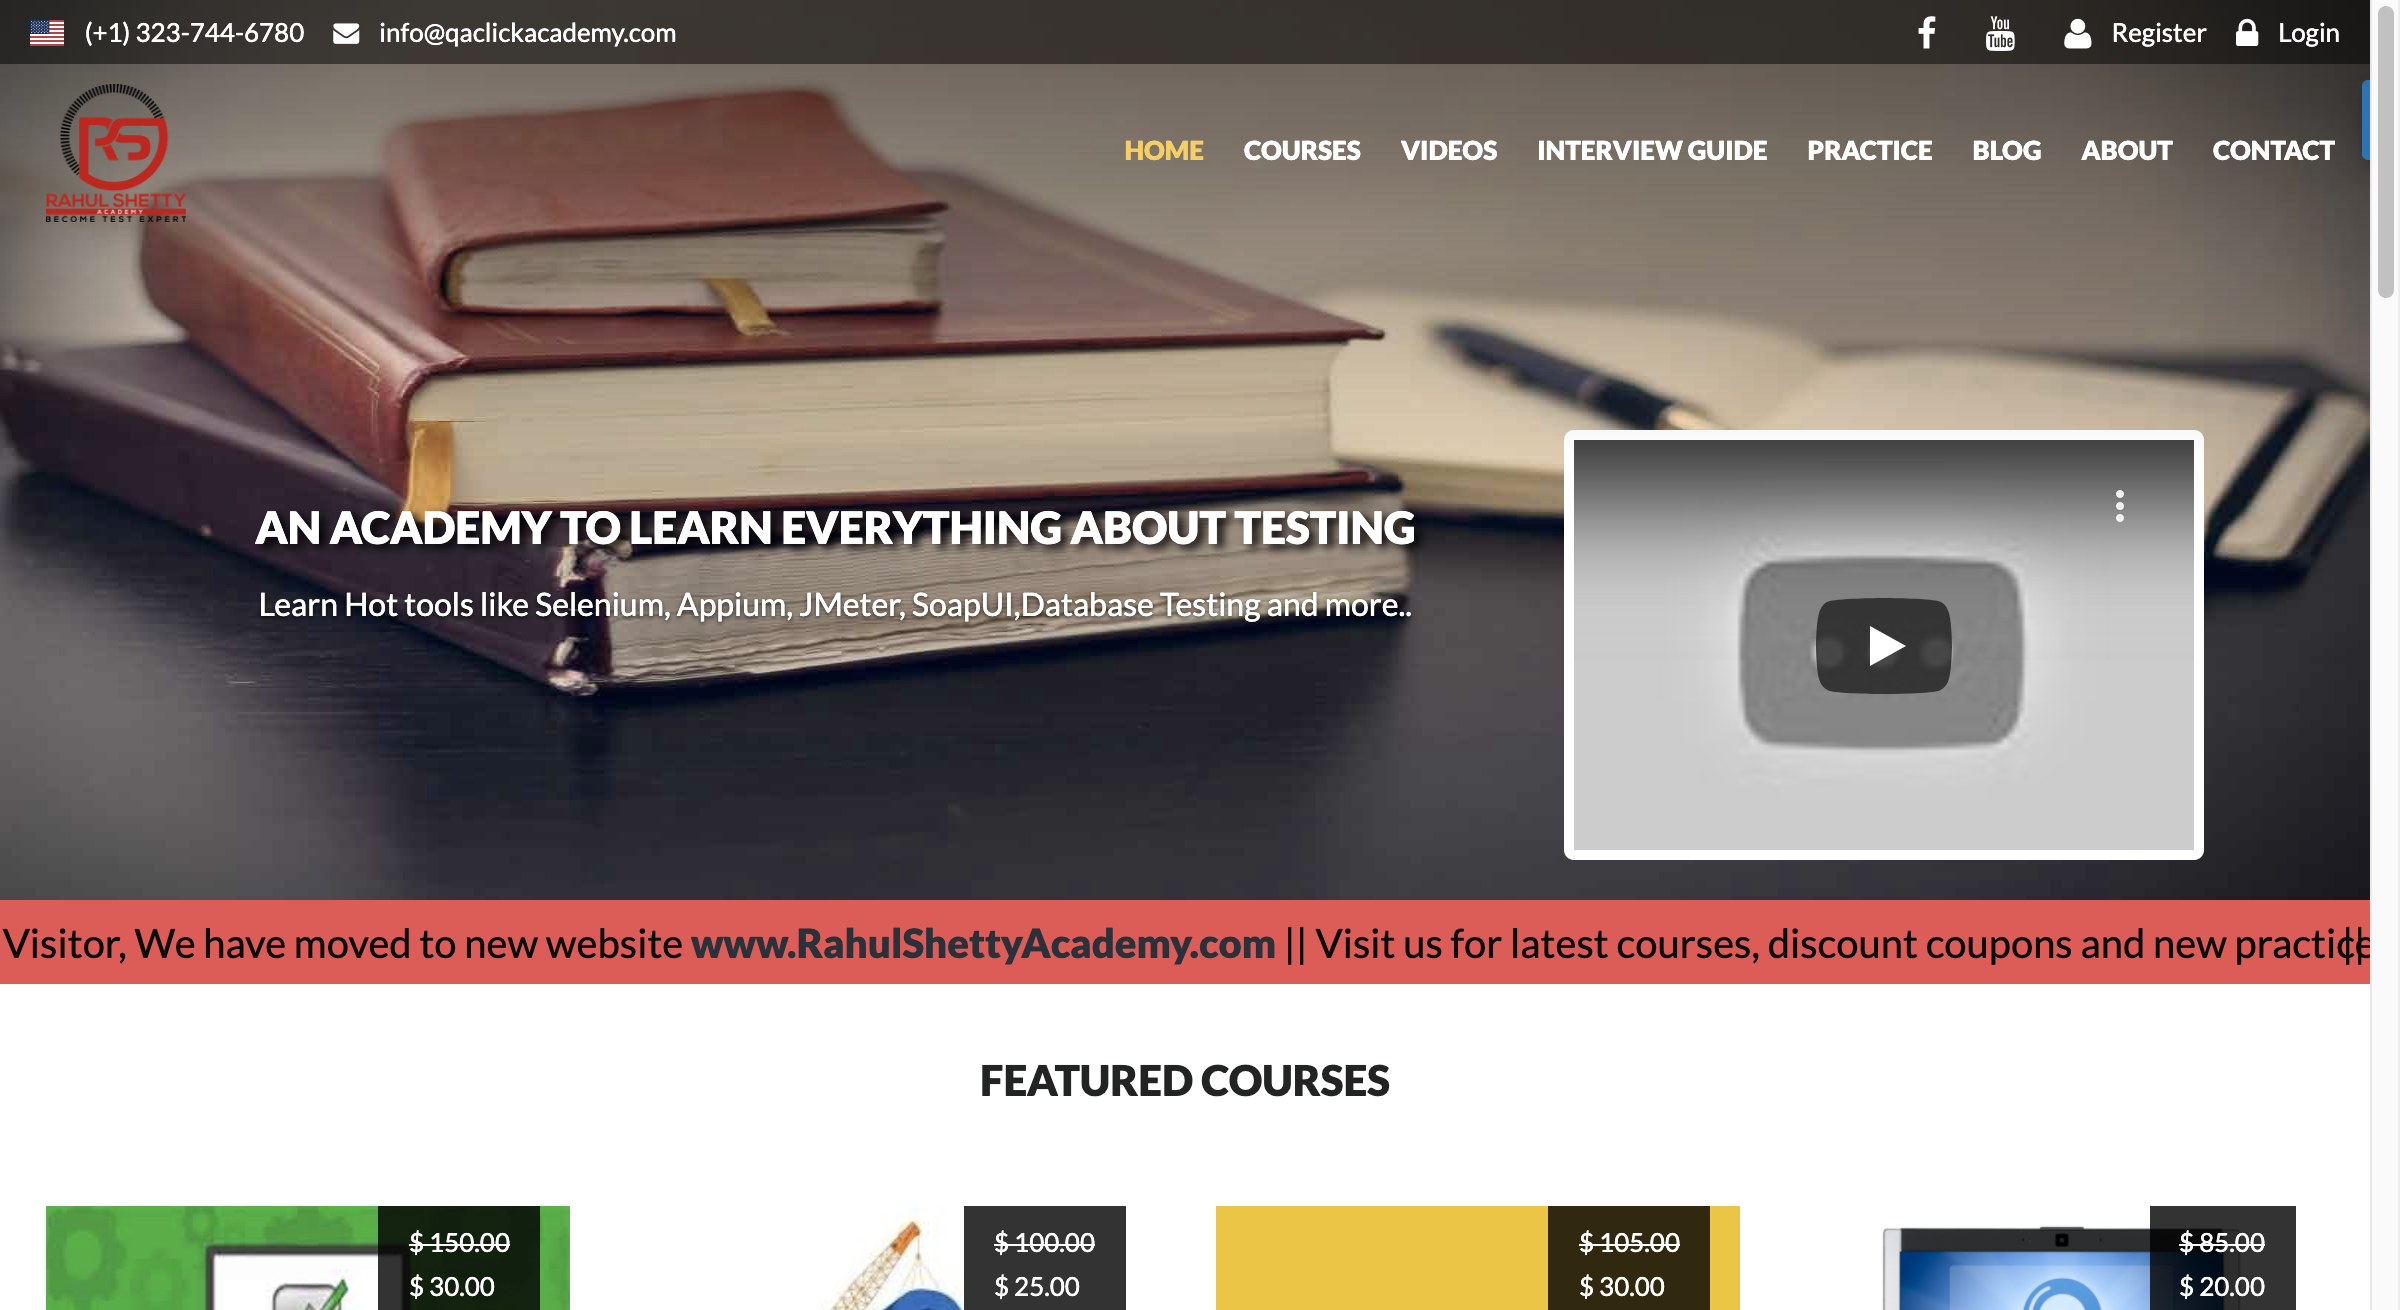 (+1) 323-744-6780 info@qaclickacademy.com You Tube Register Login
RS
RAHUL SHETTY
ACADEMY
BECOME TEST EXPERT
HOME COURSES VIDEOS INTERVIEW GUIDE PRACTICE BLOG ABOUT CONTACT
AN ACADEMY TO LEARN EVERYTHING ABOUT TESTING
Learn Hot tools like Selenium, Appium, JMeter, SoapUI,Database Testing and more..
Visitor, We have moved to new website www.RahulShettyAcademy.com || Visit us for latest courses, discount coupons and new practice
FEATURED COURSES
$ 150.00 $ 100.00 $ 105.00 $ 85.00
$ 30.00 $ 25.00 $ 30.00 $ 20.00